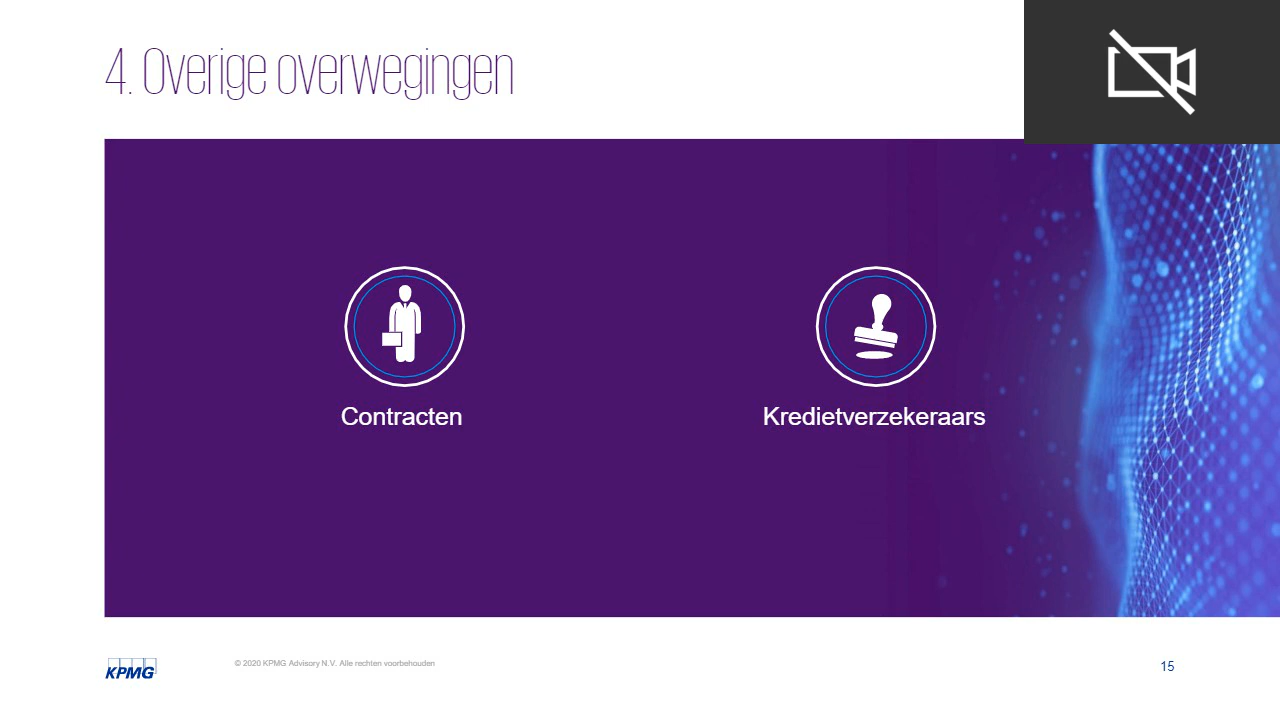 4. Overige overwegingen
Contracten
Kredietverzekeraars
KPMG
© 2020 KPMG Advisory N.V. Alle rechten voorbehouden
15